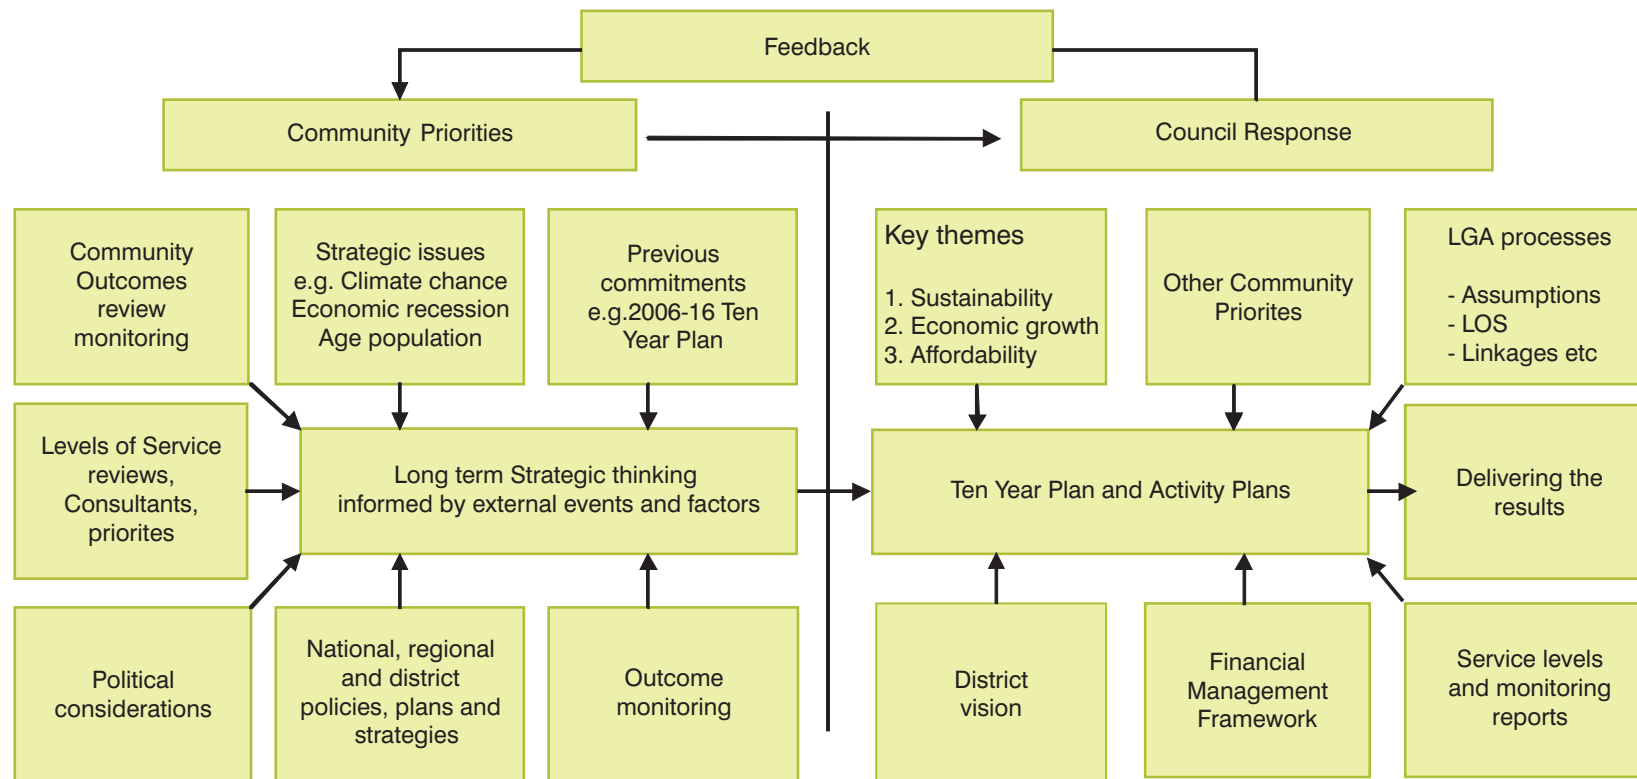 Feedback
Community Priorities
Council Response
Community
Outcomes
review
monitoring
Strategic issues
e.g. Climate chance
Economic recession
Age population
Previous
commitments
e.g.2006-16 Ten
Year Plan
Key themes
1. Sustainability
2. Economic growth
3. Affordability
Other Community
Priorites
LGA processes
- Assumptions
- LOS
- Linkages etc
Levels of Service
reviews,
Consultants,
priorites
Long term Strategic thinking
informed by external events and factors
Ten Year Plan and Activity Plans
Delivering the
results
Political
considerations
National, regional
and district
policies, plans and
strategies
Outcome
monitoring
District
vision
Financial
Management
Framework
Service levels
and monitoring
reports